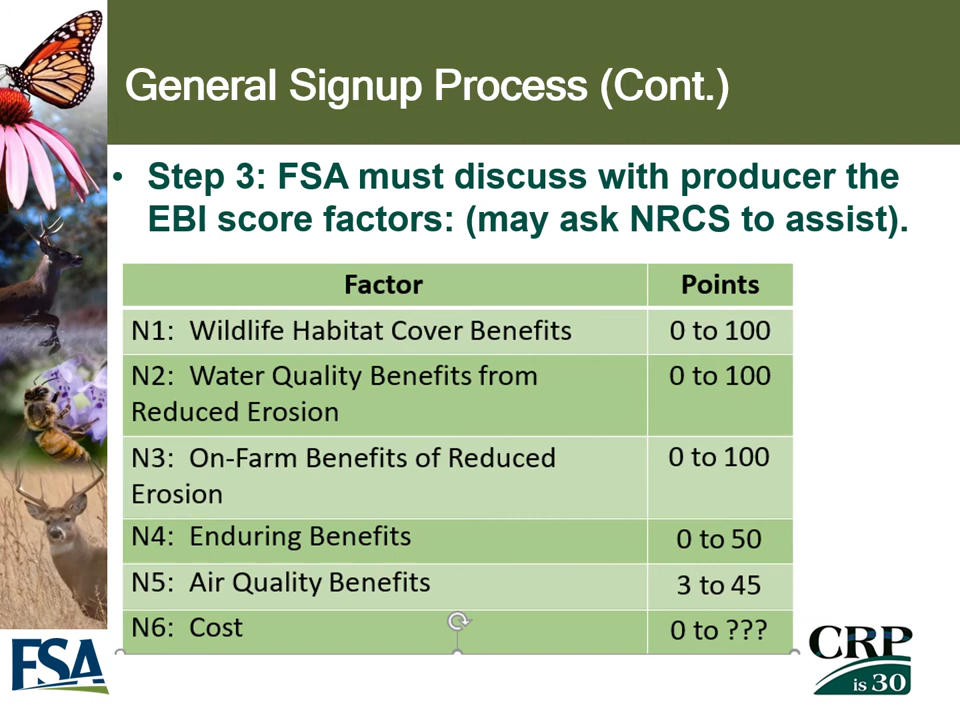 General Signup Process (Cont.)
• Step 3: FSA must discuss with producer the
EBI score factors: (may ask NRCS to assist).
Factor Points
N1: Wildlife Habitat Cover Benefits 0 to 100
N2: Water Quality Benefits from 0 to 100
Reduced Erosion
N3: On-Farm Benefits of Reduced 0 to 100
Erosion
N4: Enduring Benefits 0 to 50
N5: Air Quality Benefits 3 to 45
N6: Cost 0 to ???
FSA
CRP
is 30